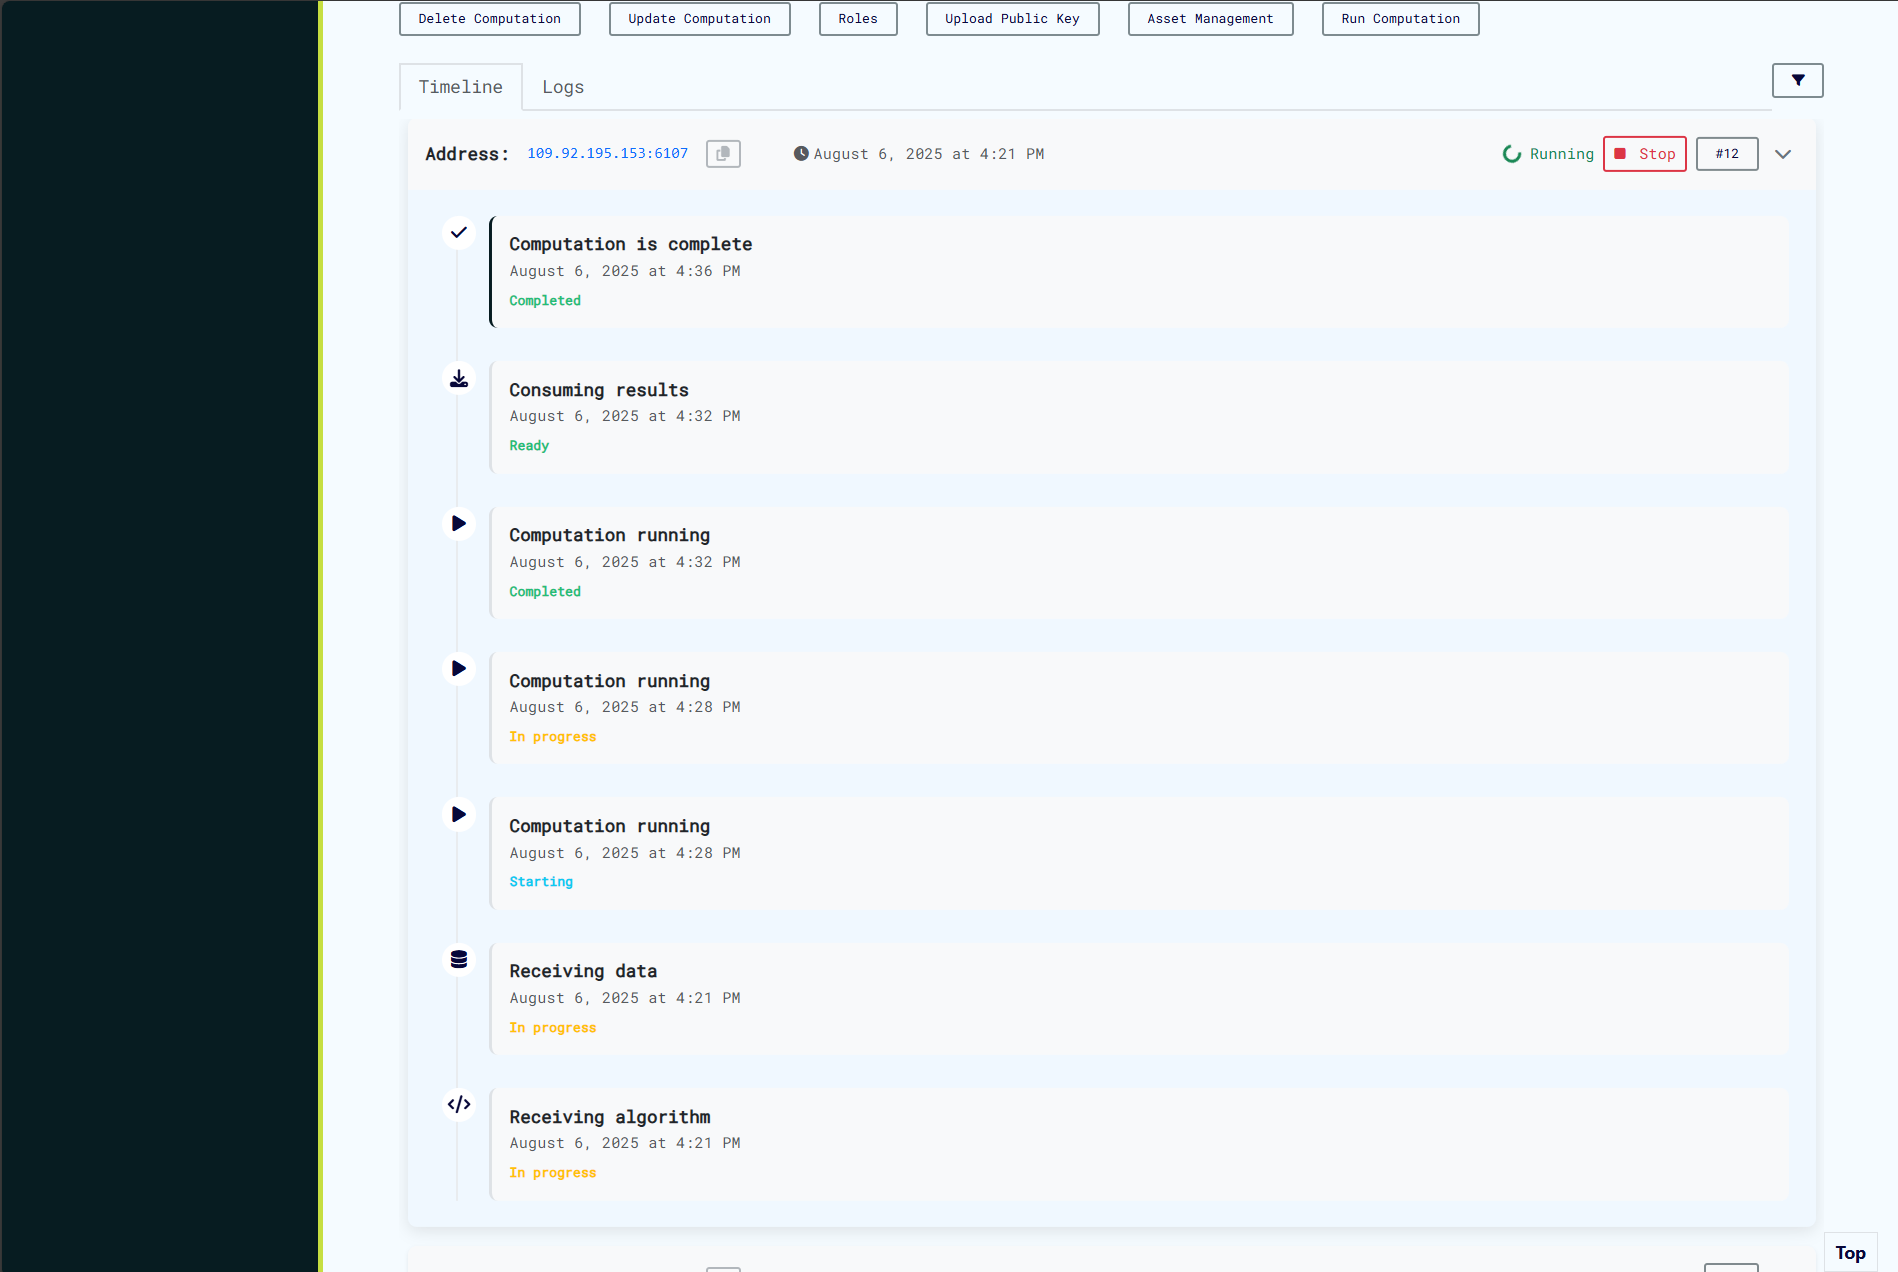 Delete Computation Update Computation Roles Upload Public Key Asset Management Run Computation
Timeline Logs
Address: 109.92.195.153:6107 August 6, 2025 at 4:21 PM Running Stop #12
Computation is complete
August 6, 2025 at 4:36 PM
Completed
Consuming results
August 6, 2025 at 4:32 PM
Ready
Computation running
August 6, 2025 at 4:32 PM
Completed
Computation running
August 6, 2025 at 4:28 PM
In progress
Computation running
August 6, 2025 at 4:28 PM
Starting
Receiving data
August 6, 2025 at 4:21 PM
In progress
Receiving algorithm
August 6, 2025 at 4:21 PM
In progress
Top